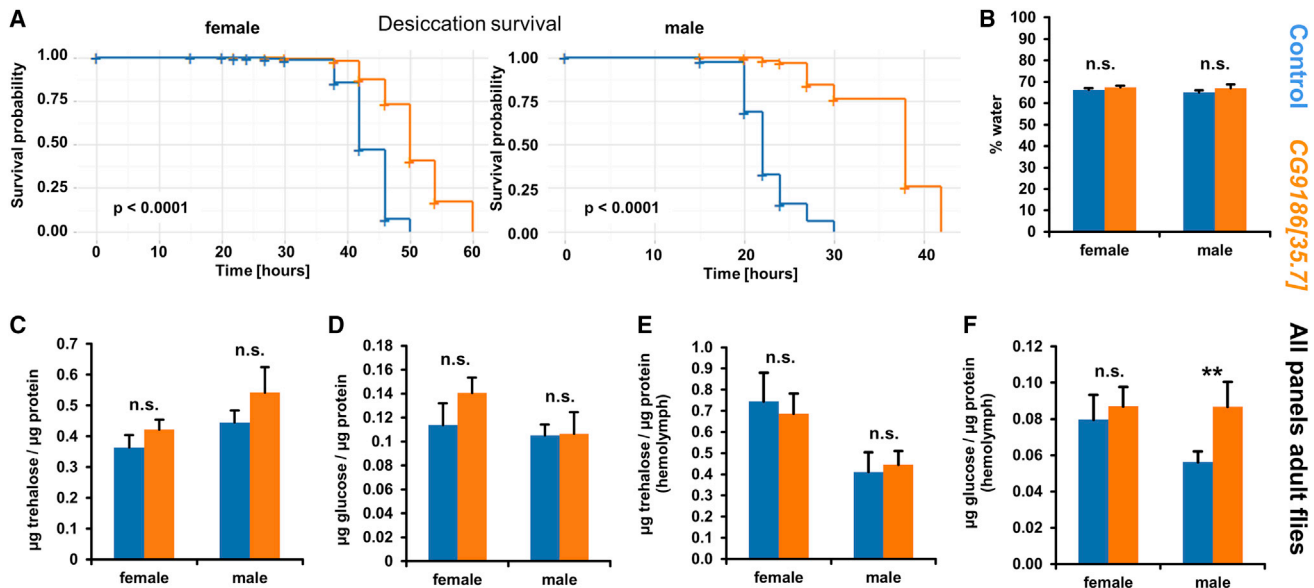 A
Desiccation survival
female
Survival probability
1.00
0.75
0.50
0.25
0.00
p < 0.0001
0 10 20 30 40 50 60
Time [hours]
male
Survival probability
1.00
0.75
0.50
0.25
0.00
p < 0.0001
0 10 20 30 40
Time [hours]
B
% water
100
90
80
70
60
50
40
30
20
10
0
n.s. n.s.
female male
Control CG9186[35.7]
C
µg trehalose / µg protein
0.7
0.6
0.5
0.4
0.3
0.2
0.1
0
n.s. n.s.
female male
D
µg glucose / µg protein
0.18
0.16
0.14
0.12
0.1
0.08
0.06
0.04
0.02
0
n.s. n.s.
female male
E
µg trehalose / µg protein
(hemolymph)
1.0
0.9
0.8
0.7
0.6
0.5
0.4
0.3
0.2
0.1
0.0
n.s. n.s.
female male
F
µg glucose / µg protein
(hemolymph)
0.12
0.10
0.08
0.06
0.04
0.02
0.00
n.s. **
female male
All panels adult flies